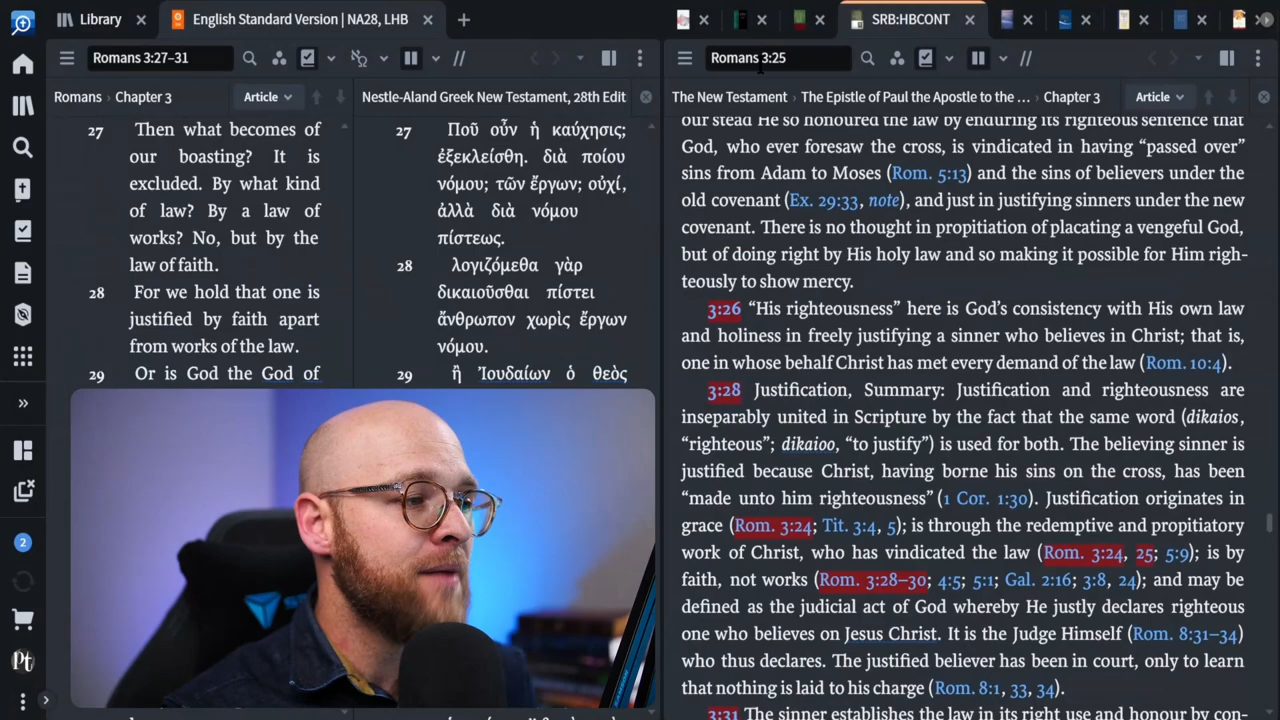 Library
English Standard Version | NA28, LHB
SRB:HBCONT
Romans 3:27–31
Romans 3:25
Romans › Chapter 3
Article
Nestle-Aland Greek New Testament, 28th Edit
The New Testament › The Epistle of Paul the Apostle to the ... › Chapter 3
Article
27 Then what becomes of
our boasting? It is
excluded. By what kind
of law? By a law of
works? No, but by the
law of faith.
28 For we hold that one is
justified by faith apart
from works of the law.
29 Or is God the God of
27 Ποῦ οὖν ἡ καύχησις;
ἐξεκλείσθη. διὰ ποίου
νόμου; τῶν ἔργων; οὐχί,
ἀλλὰ διὰ νόμου
πίστεως.
28 λογιζόμεθα γὰρ
δικαιοῦσθαι πίστει
ἄνθρωπον χωρὶς ἔργων
νόμου.
29 ἢ Ἰουδαίων ὁ θεὸς
our stead He so honoured the law by enduring its righteous sentence that
God, who ever foresaw the cross, is vindicated in having “passed over”
sins from Adam to Moses (Rom. 5:13) and the sins of believers under the
old covenant (Ex. 29:33, note), and just in justifying sinners under the new
covenant. There is no thought in propitiation of placating a vengeful God,
but of doing right by His holy law and so making it possible for Him righ-
teously to show mercy.
3:26 “His righteousness” here is God’s consistency with His own law
and holiness in freely justifying a sinner who believes in Christ; that is,
one in whose behalf Christ has met every demand of the law (Rom. 10:4).
3:28 Justification, Summary: Justification and righteousness are
inseparably united in Scripture by the fact that the same word (dikaios,
“righteous”; dikaioo, “to justify”) is used for both. The believing sinner is
justified because Christ, having borne his sins on the cross, has been
“made unto him righteousness” (1 Cor. 1:30). Justification originates in
grace (Rom. 3:24; Tit. 3:4, 5); is through the redemptive and propitiatory
work of Christ, who has vindicated the law (Rom. 3:24, 25; 5:9); is by
faith, not works (Rom. 3:28–30; 4:5; 5:1; Gal. 2:16; 3:8, 24); and may be
defined as the judicial act of God whereby He justly declares righteous
one who believes on Jesus Christ. It is the Judge Himself (Rom. 8:31–34)
who thus declares. The justified believer has been in court, only to learn
that nothing is laid to his charge (Rom. 8:1, 33, 34).
3:31 The sinner establishes the law in its right use and honour by con-
2
Pt